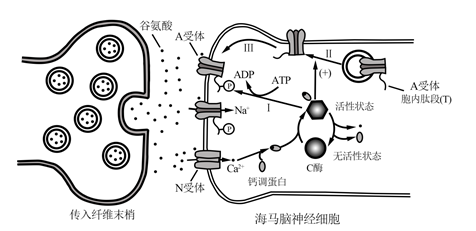 谷氨酸
A受体
III
II
ADP
ATP
(+)
P
I
A受体
胞内肽段(T)
Na⁺
活性状态
P
Ca²⁺
无活性状态
C酶
钙调蛋白
N受体
传入纤维末梢
海马脑神经细胞